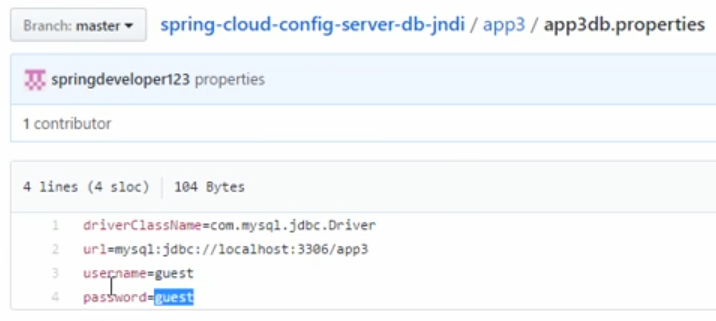 Branch: master spring-cloud-config-server-db-jndi / app3 / app3db.properties
springdeveloper123 properties
1 contributor
4 lines (4 sloc) 104 Bytes
1 driverClassName=com.mysql.jdbc.Driver
2 url=mysql:jdbc://localhost:3306/app3
3 username=guest
4 password=guest